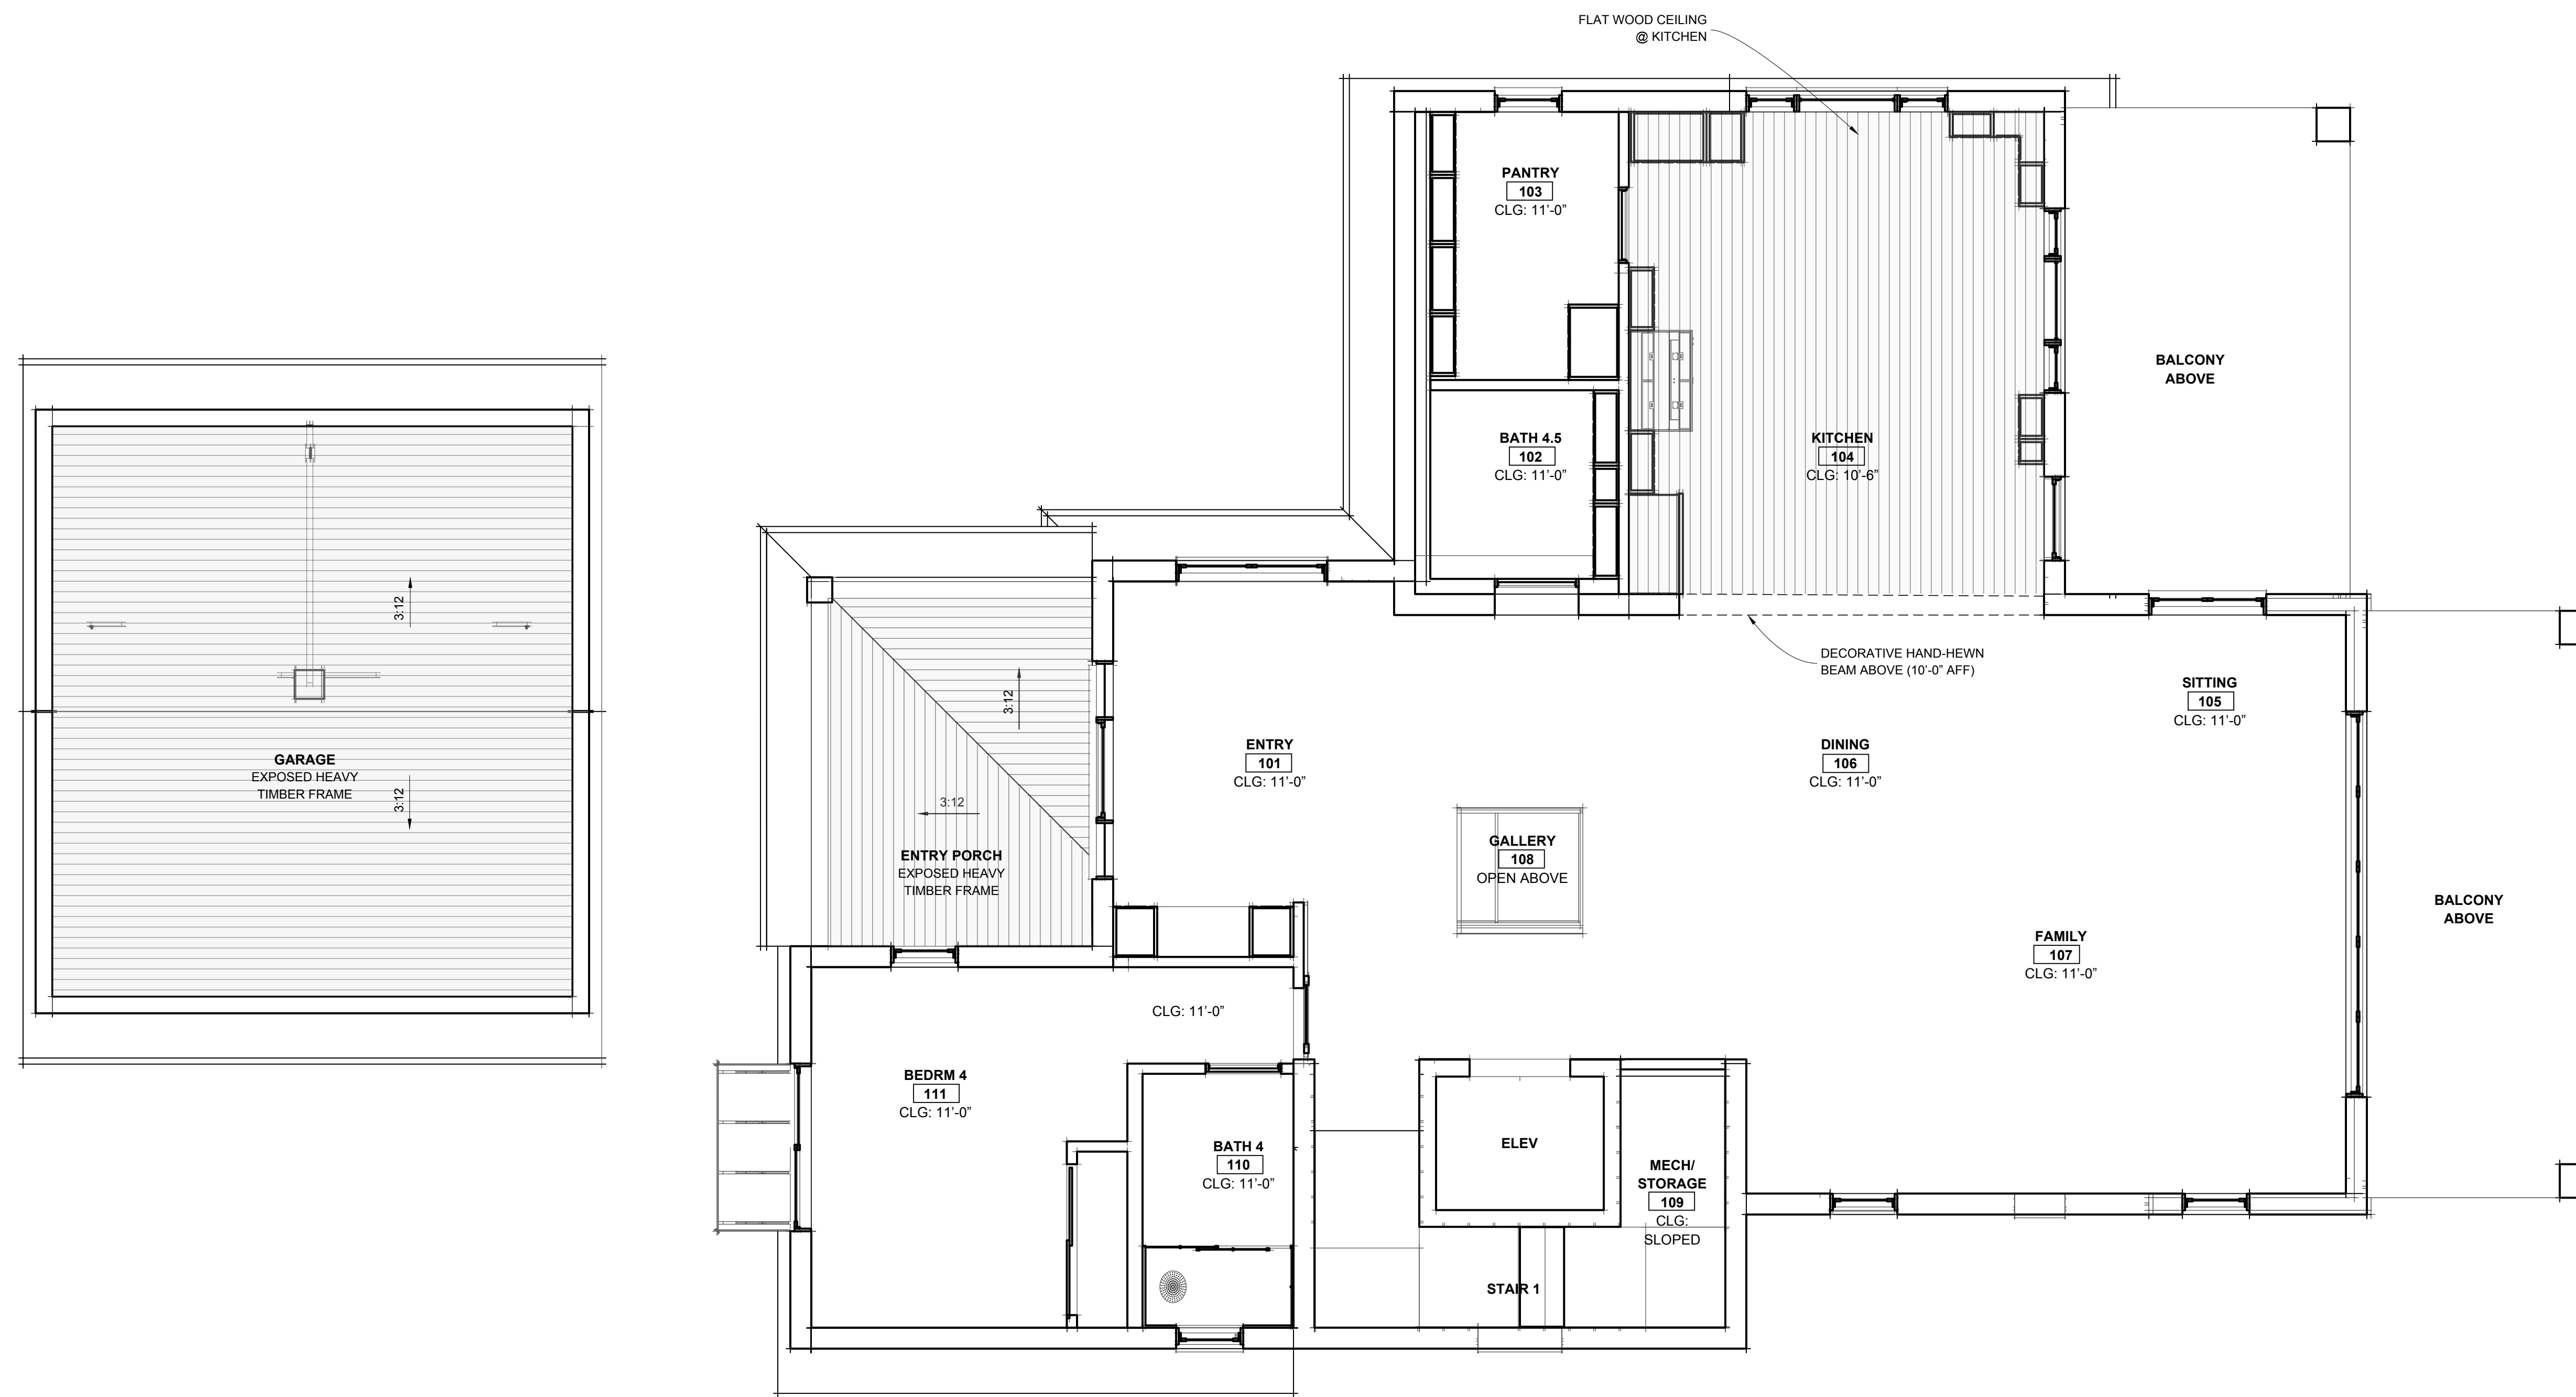 FLAT WOOD CEILING
@ KITCHEN
PANTRY
103
CLG: 11'-0”
BATH 4.5
102
CLG: 11'-0”
KITCHEN
104
CLG: 10'-6”
BALCONY
ABOVE
DECORATIVE HAND-HEWN
BEAM ABOVE (10'-0” AFF)
SITTING
105
CLG: 11'-0”
3:12
3:12
GARAGE
EXPOSED HEAVY
TIMBER FRAME
3:12
3:12
ENTRY PORCH
EXPOSED HEAVY
TIMBER FRAME
ENTRY
101
CLG: 11'-0”
DINING
106
CLG: 11'-0”
GALLERY
108
OPEN ABOVE
FAMILY
107
CLG: 11'-0”
BALCONY
ABOVE
CLG: 11'-0”
BEDRM 4
111
CLG: 11'-0”
BATH 4
110
CLG: 11'-0”
ELEV
MECH/
STORAGE
109
CLG:
SLOPED
STAIR 1